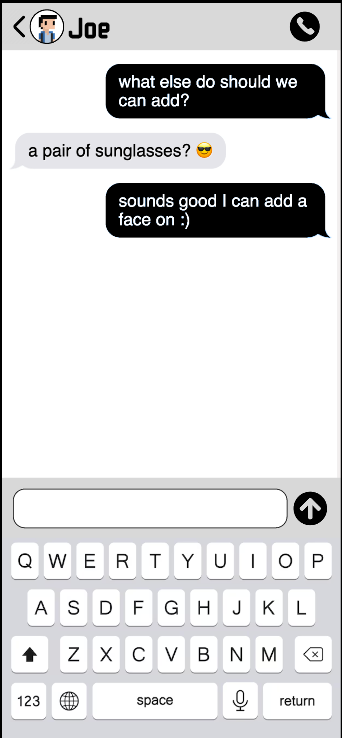 Joe
what else do should we
can add?
a pair of sunglasses? 😎
sounds good I can add a
face on :)
Q W E R T Y U I O P
A S D F G H J K L
Z X C V B N M
123 space return